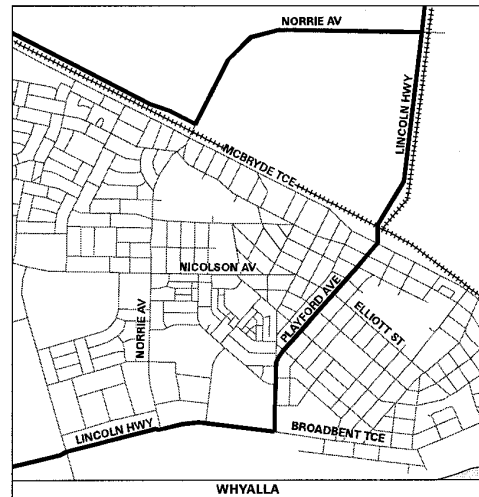 NORRIE AV
LINCOLN HWY
MCBRYDE TCE
NICOLSON AV
NORRIE AV
PLAYFORD AVE
ELLIOTT ST
LINCOLN HWY
BROADBENT TCE
WHYALLA